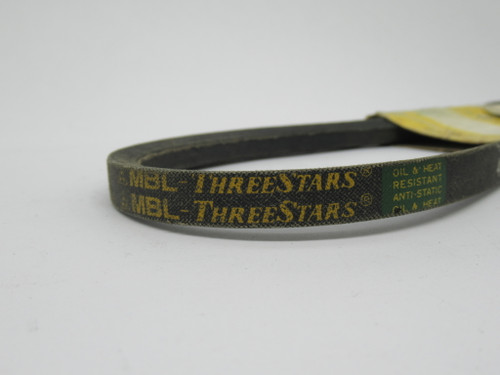 MBL-THREESTARS®
MBL-THREESTARS®
OIL & HEAT
RESISTANT
ANTI-STATIC
OIL & HEAT